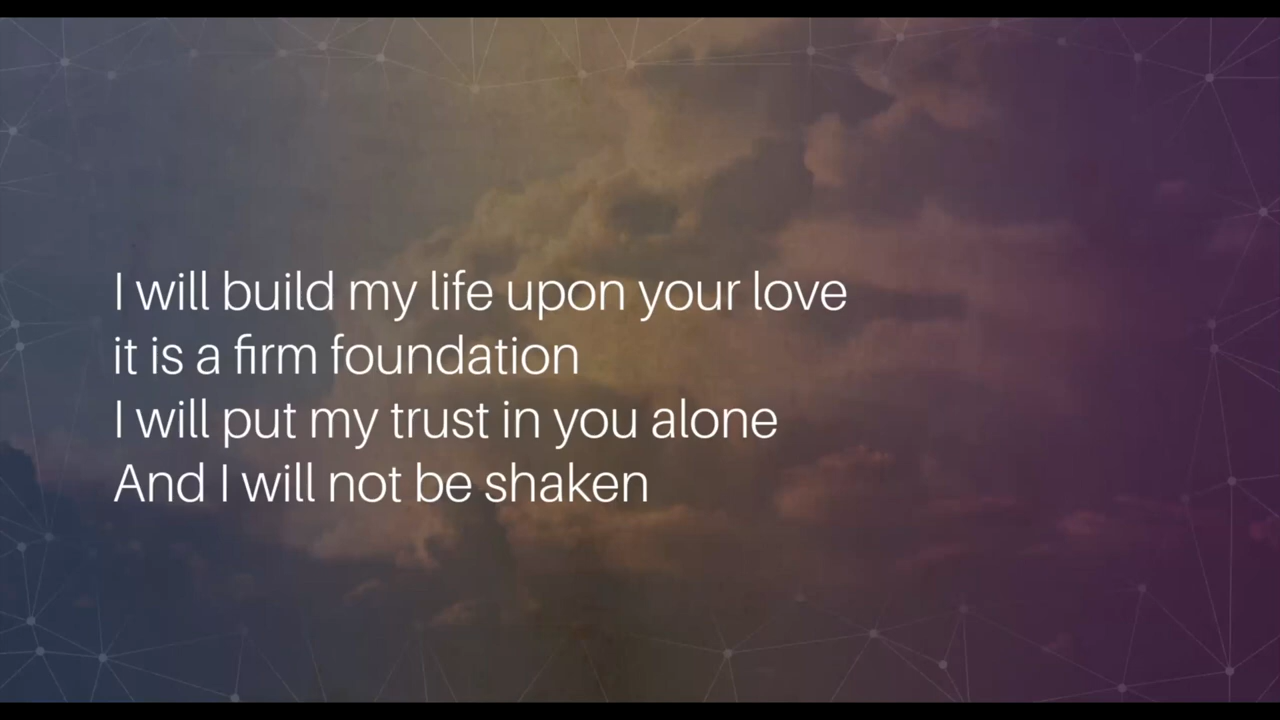 I will build my life upon your love
it is a firm foundation
I will put my trust in you alone
And I will not be shaken